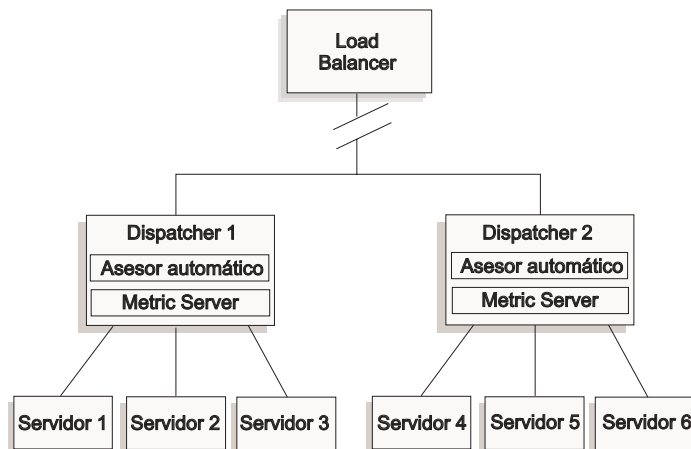 Load
Balancer
Dispatcher 1
Asesor automático
Metric Server
Dispatcher 2
Asesor automático
Metric Server
Servidor 1
Servidor 2
Servidor 3
Servidor 4
Servidor 5
Servidor 6